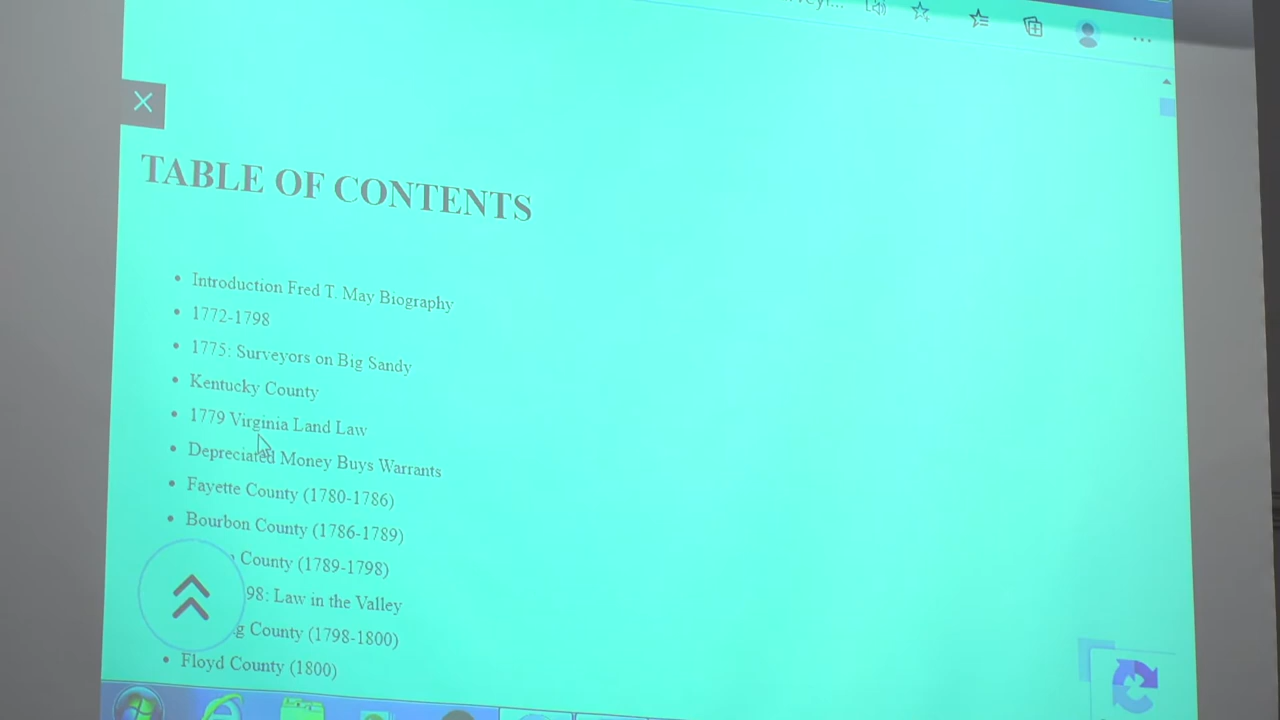 TABLE OF CONTENTS
Introduction Fred T. May Biography
1772-1798
1775: Surveyors on Big Sandy
Kentucky County
1779 Virginia Land Law
Depreciated Money Buys Warrants
Fayette County (1780-1786)
Bourbon County (1786-1789)
County (1789-1798)
98: Law in the Valley
g County (1798-1800)
Floyd County (1800)